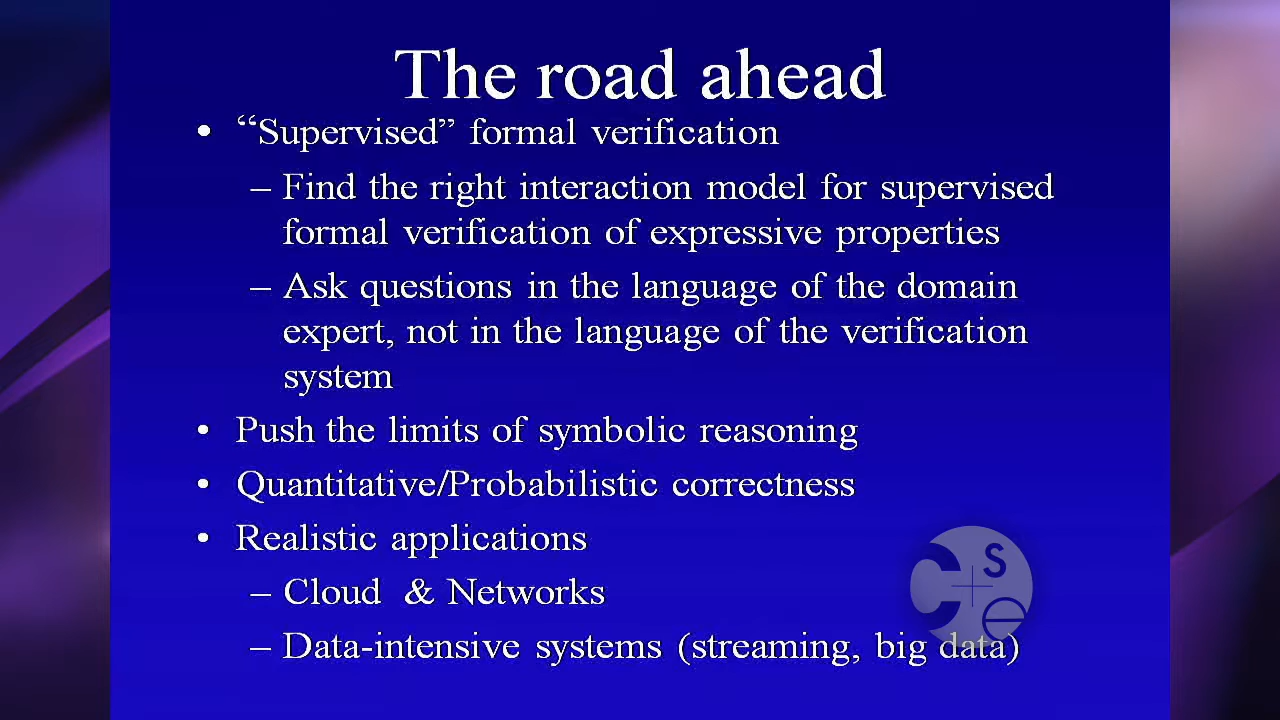 The road ahead
• “Supervised” formal verification
– Find the right interaction model for supervised
formal verification of expressive properties
– Ask questions in the language of the domain
expert, not in the language of the verification
system
• Push the limits of symbolic reasoning
• Quantitative/Probabilistic correctness
• Realistic applications
– Cloud & Networks
– Data-intensive systems (streaming, big data)
C s e